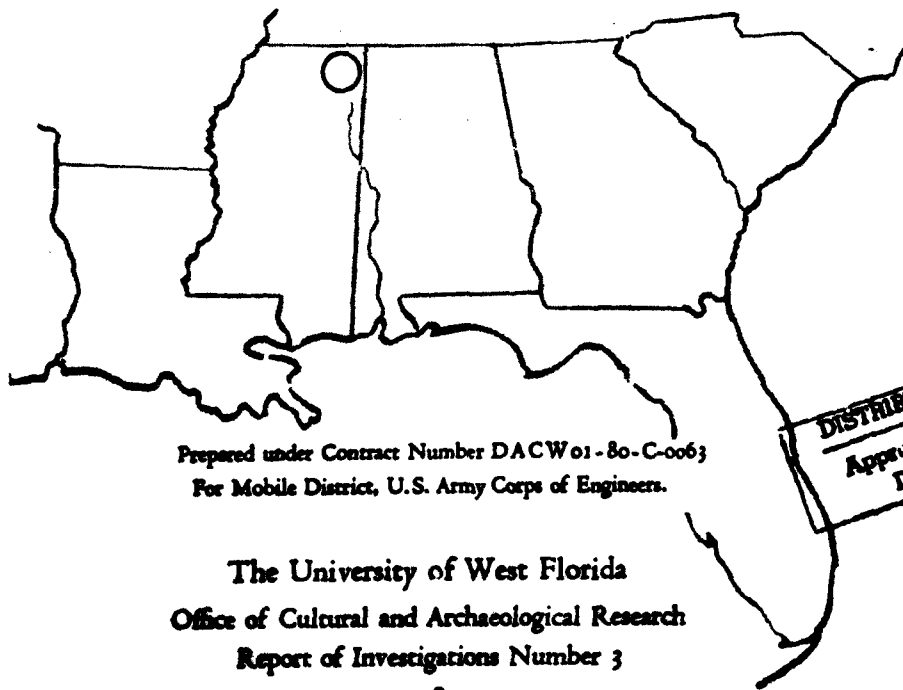 Prepared under Contract Number DACW01-80-C-0063
For Mobile District, U.S. Army Corps of Engineers.
The University of West Florida
Office of Cultural and Archaeological Research
Report of Investigations Number 3